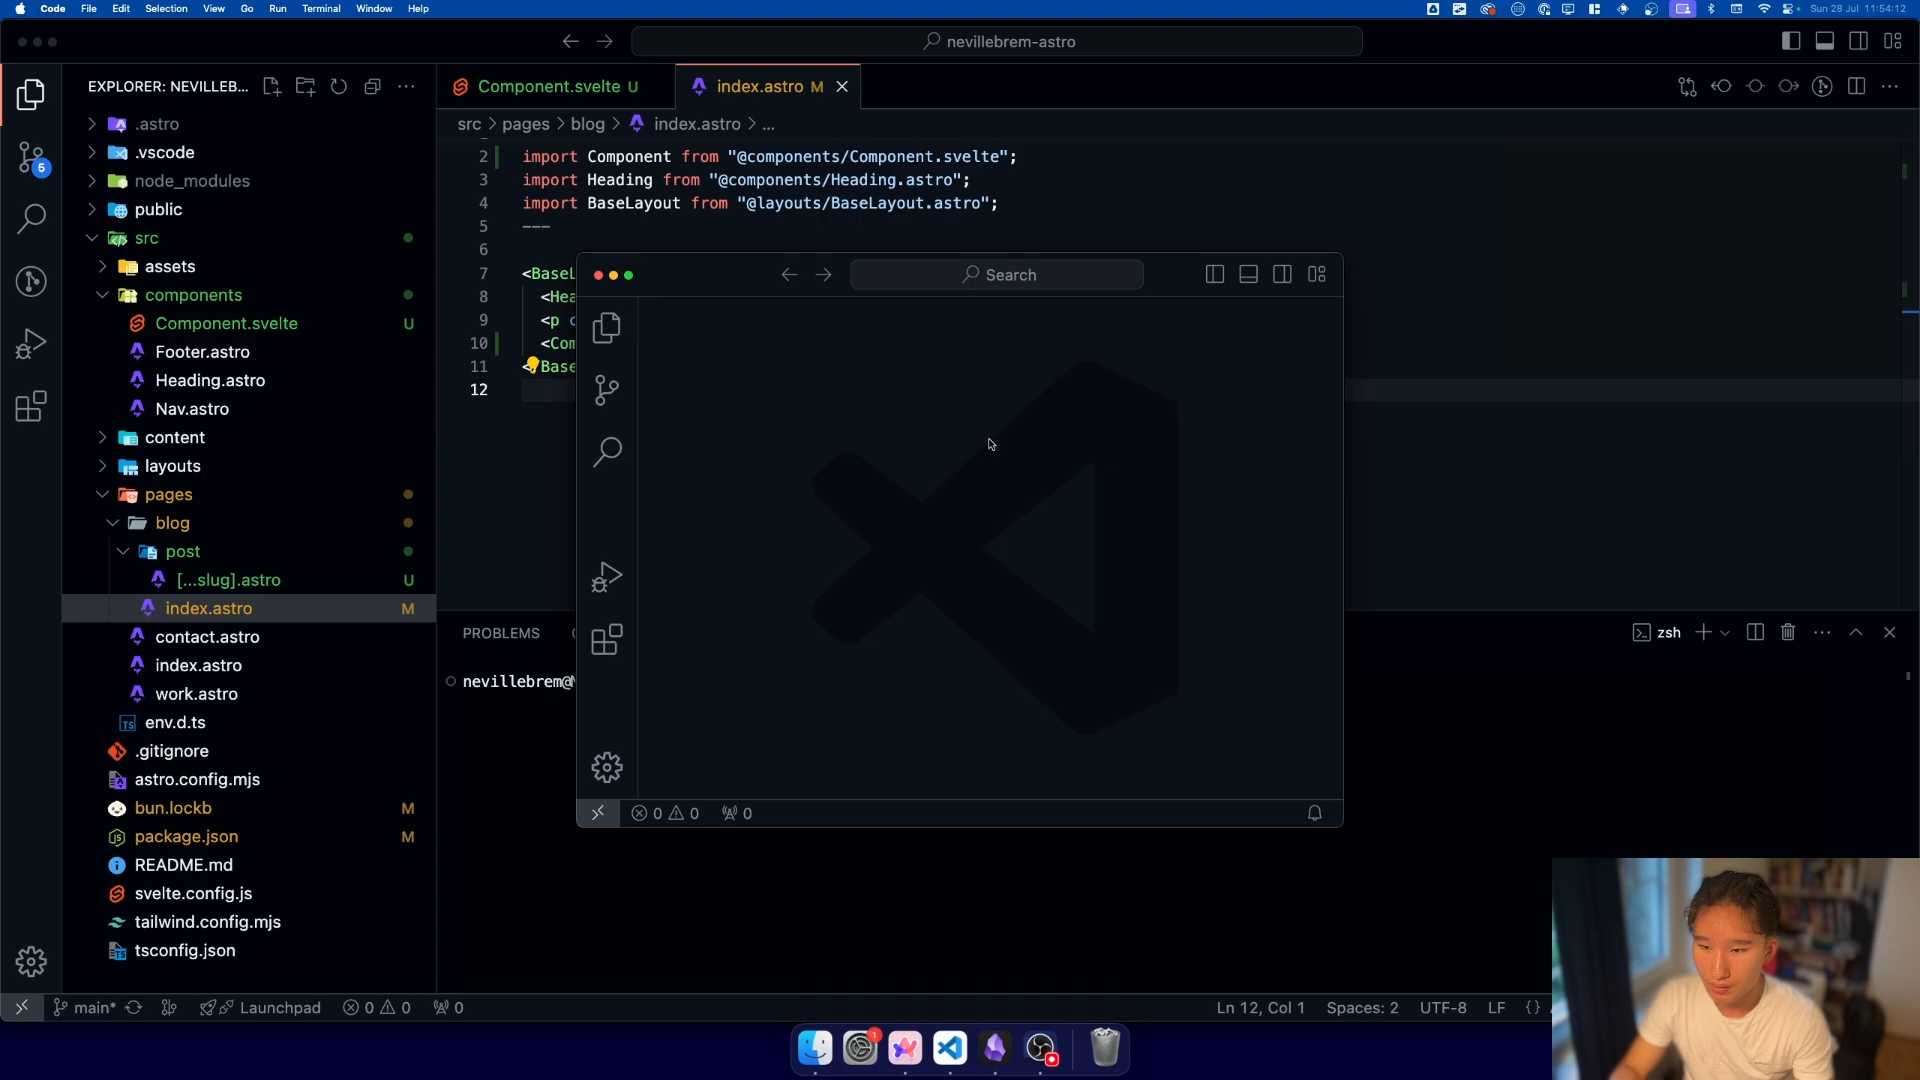 Code File Edit Selection View Go Run Terminal Window Help
Sun 28 Jul 11:54:12
nevillebrem-astro
EXPLORER: NEVILLEB...
Component.svelte U
index.astro M
src > pages > blog > index.astro > ...
.astro
.vscode
node_modules
public
src
assets
components
Component.svelte U
Footer.astro
Heading.astro
Nav.astro
content
layouts
pages
blog
post
[...slug].astro U
index.astro M
contact.astro
index.astro
work.astro
env.d.ts
.gitignore
astro.config.mjs
bun.lockb M
package.json M
README.md
svelte.config.js
tailwind.config.mjs
tsconfig.json
5
2 import Component from "@components/Component.svelte";
3 import Heading from "@components/Heading.astro";
4 import BaseLayout from "@layouts/BaseLayout.astro";
5 ---
6
7 <BaseL
8 <Hea
9 <p c
10 <Com
11 <Base
12
Search
0 0 0
PROBLEMS
zsh
nevillebrem@
main* Launchpad 0 0 0
Ln 12, Col 1 Spaces: 2 UTF-8 LF {}
1